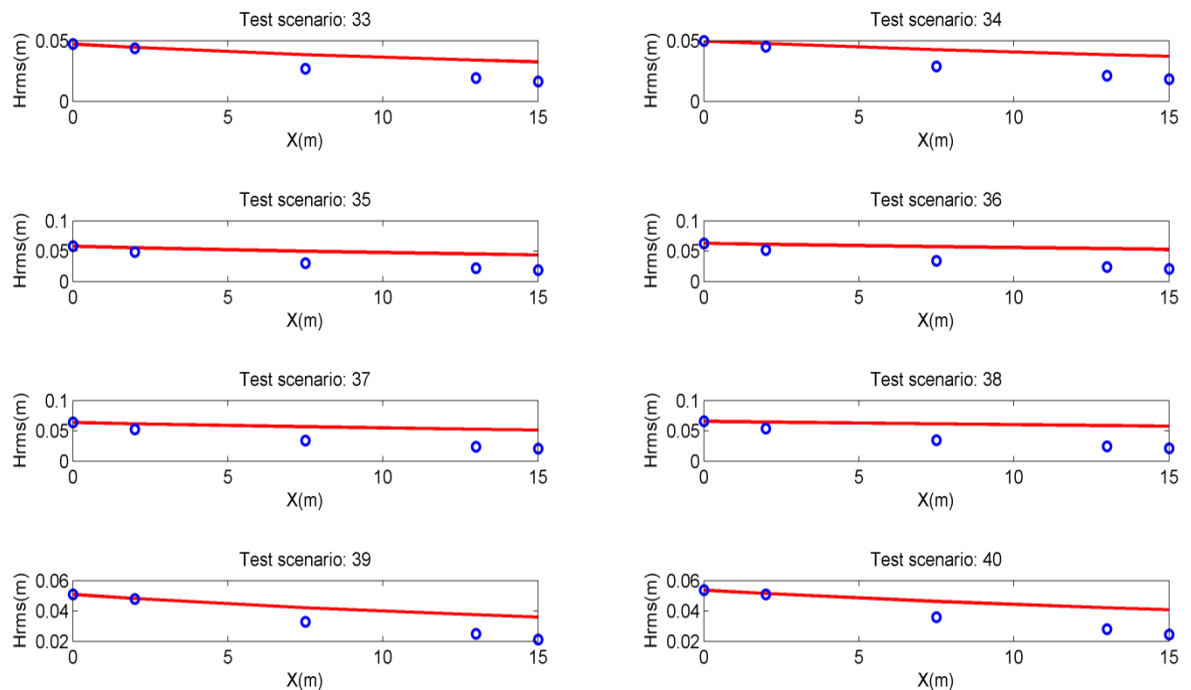 Test scenario: 33
0.05
0
Hrms(m)
0 5 10 15
X(m)
Test scenario: 34
0.05
0
Hrms(m)
0 5 10 15
X(m)
Test scenario: 35
0.1
0.05
0
Hrms(m)
0 5 10 15
X(m)
Test scenario: 36
0.1
0.05
0
Hrms(m)
0 5 10 15
X(m)
Test scenario: 37
0.1
0.05
0
Hrms(m)
0 5 10 15
X(m)
Test scenario: 38
0.1
0.05
0
Hrms(m)
0 5 10 15
X(m)
Test scenario: 39
0.06
0.04
0.02
Hrms(m)
0 5 10 15
X(m)
Test scenario: 40
0.06
0.04
0.02
Hrms(m)
0 5 10 15
X(m)